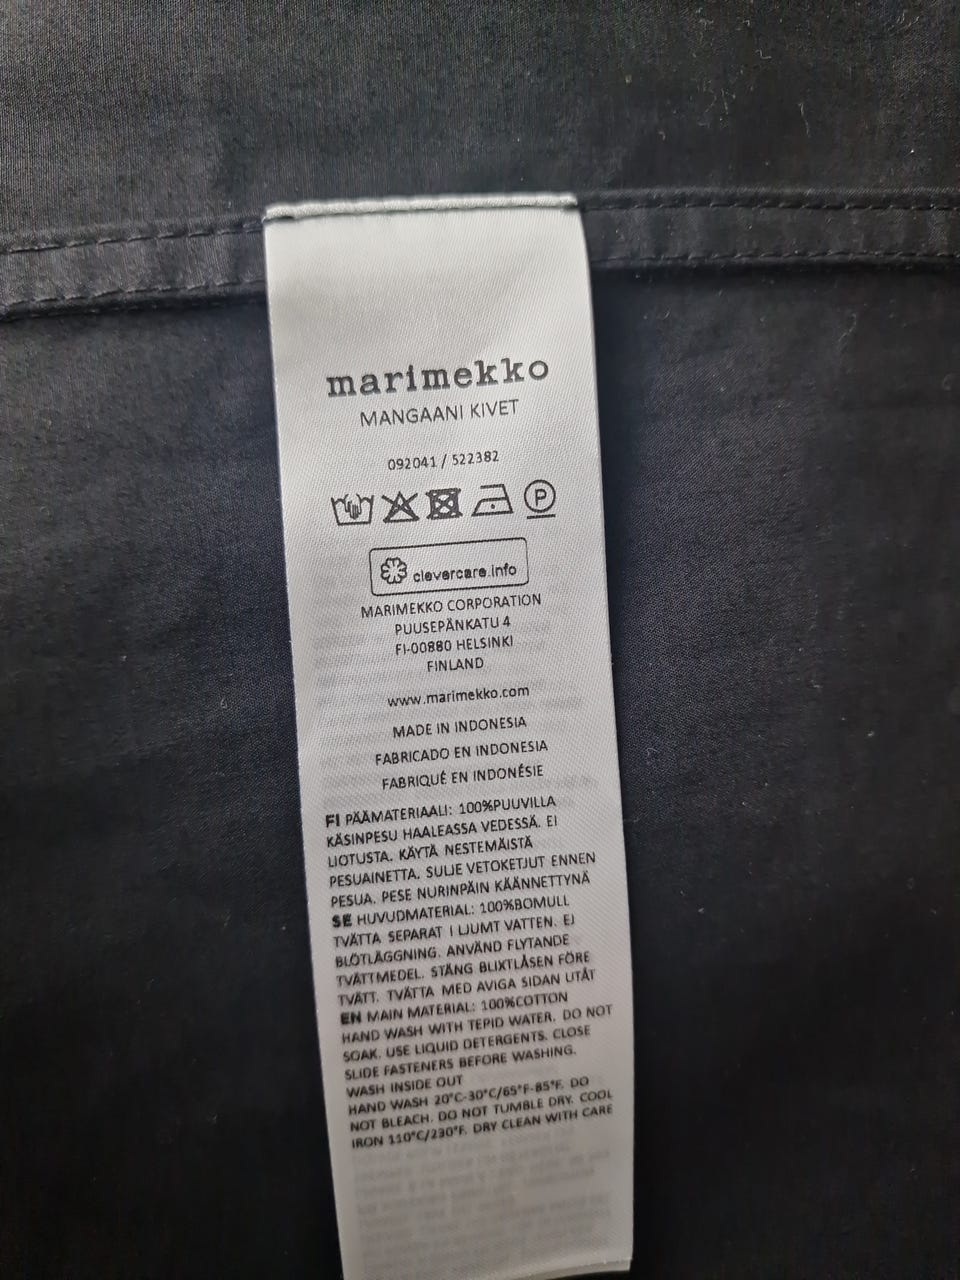 marimekko
MANGAANI KIVET
092041 / 522382
P
clevercare.info
MARIMEKKO CORPORATION
PUUSEPÄNKATU 4
FI-00880 HELSINKI
FINLAND
www.marimekko.com
MADE IN INDONESIA
FABRICADO EN INDONESIA
FABRIQUÉ EN INDONÉSIE
FI PÄÄMATERIAALI: 100%PUUVILLA
KÄSINPESU HAALEASSA VEDESSÄ. EI
LIOTUSTA. KÄYTÄ NESTEMÄISTÄ
PESUAINETTA. SULJE VETOKETJUT ENNEN
PESUA. PESE NURINPÄIN KÄÄNNETTYNÄ
SE HUVUDMATERIAL: 100%BOMULL
TVÄTTA SEPARAT I LJUMT VATTEN. EJ
BLÖTLÄGGNING. ANVÄND FLYTANDE
TVÄTTMEDEL. STÄNG BLIXTLÅSEN FÖRE
TVÄTT. TVÄTTA MED AVIGA SIDAN UTÅT
EN MAIN MATERIAL: 100%COTTON
HAND WASH WITH TEPID WATER. DO NOT
SOAK. USE LIQUID DETERGENTS. CLOSE
SLIDE FASTENERS BEFORE WASHING.
WASH INSIDE OUT
HAND WASH 20°C-30°C/65°F-85°F. DO
NOT BLEACH. DO NOT TUMBLE DRY. COOL
IRON 110°C/230°F. DRY CLEAN WITH CARE